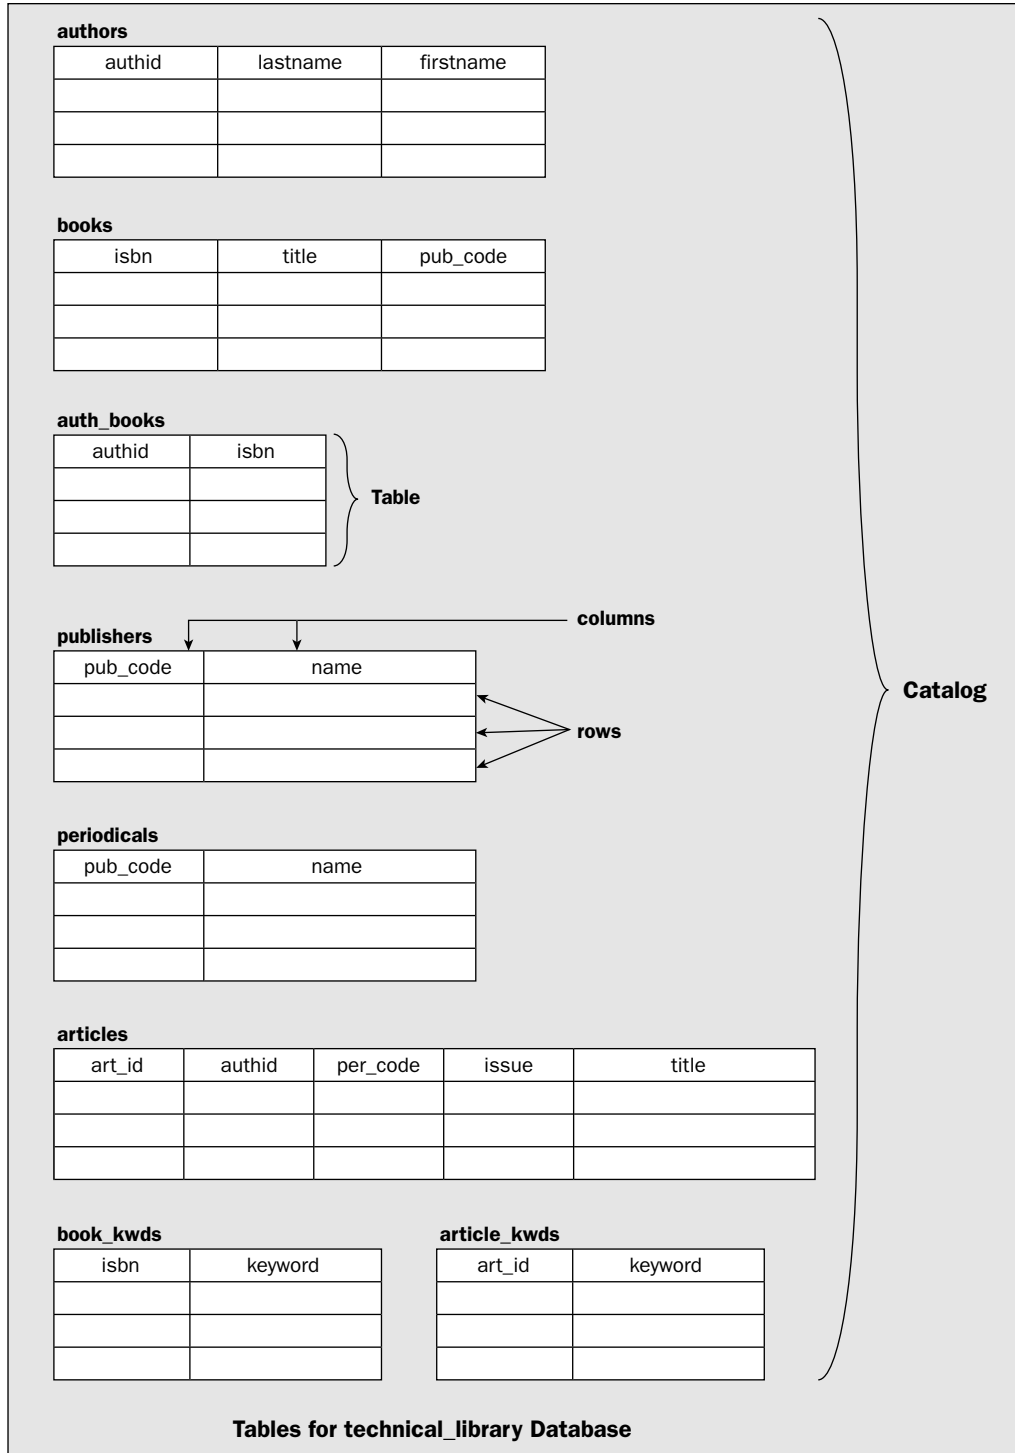 authors
authid lastname firstname
books
isbn title pub_code
auth_books
authid isbn
Table
columns
publishers
pub_code name
rows
Catalog
periodicals
pub_code name
articles
art_id authid per_code issue title
book_kwds article_kwds
isbn keyword art_id keyword
Tables for technical_library Database